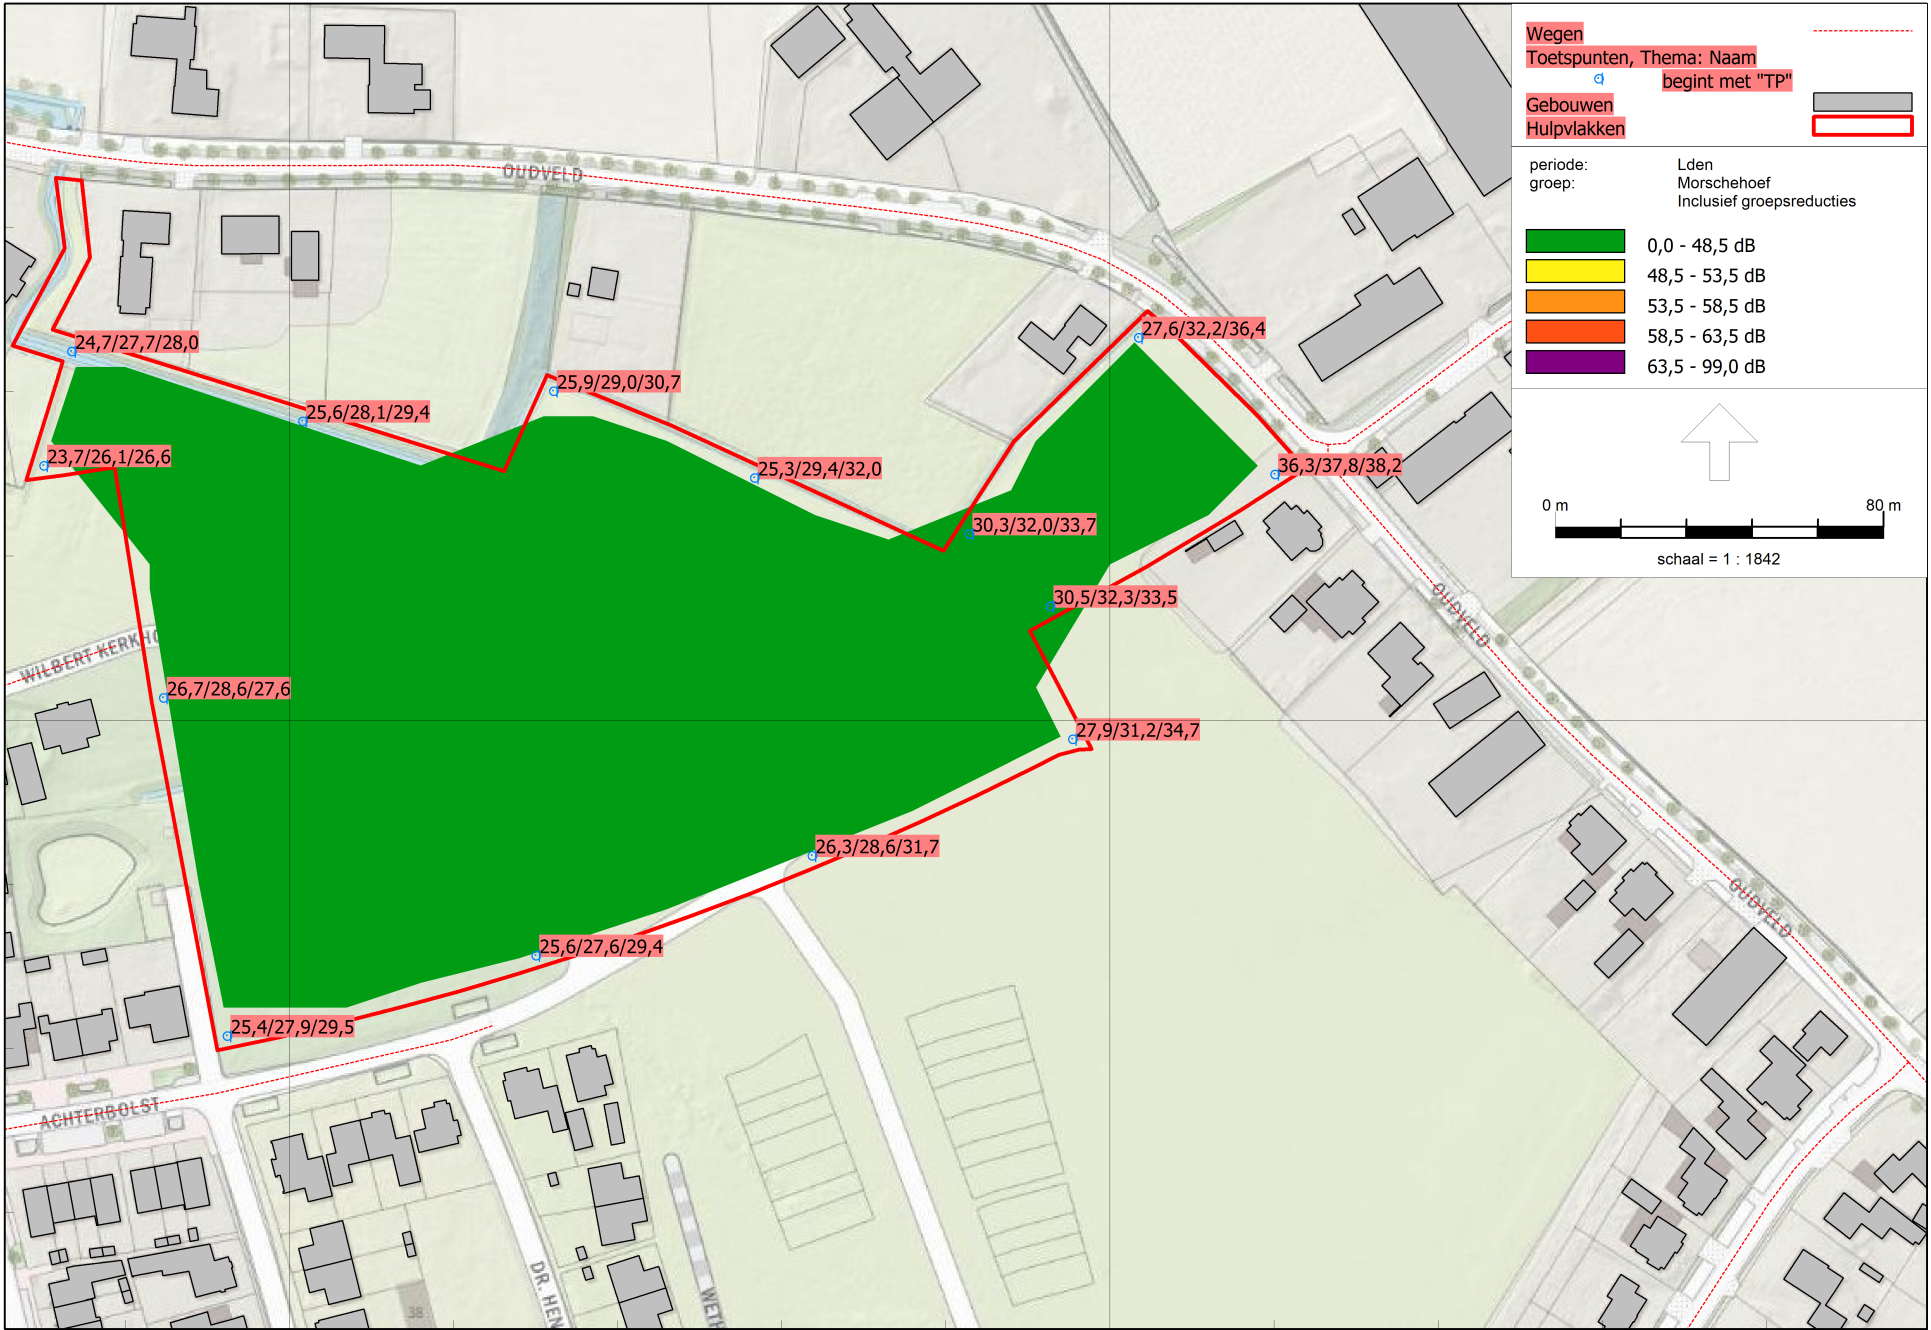 Wegen
Toetspunten, Thema: Naam
begint met "TP"
Gebouwen
Hulpvlakken
periode: Lden
groep: Morschehoef
Inclusief groepsreducties
0,0 - 48,5 dB
48,5 - 53,5 dB
53,5 - 58,5 dB
58,5 - 63,5 dB
63,5 - 99,0 dB
0 m 80 m
schaal = 1 : 1842
OUDVELD
27,6/32,2/36,4
24,7/27,7/28,0
25,9/29,0/30,7
25,6/28,1/29,4
23,7/26,1/26,6
25,3/29,4/32,0
36,3/37,8/38,2
30,3/32,0/33,7
30,5/32,3/33,5
OUDVELD
WILBERT KERKHO
26,7/28,6/27,6
27,9/31,2/34,7
26,3/28,6/31,7
OUDVELD
25,6/27,6/29,4
25,4/27,9/29,5
ACHTERBOLST
DR. HEN
WETH
38